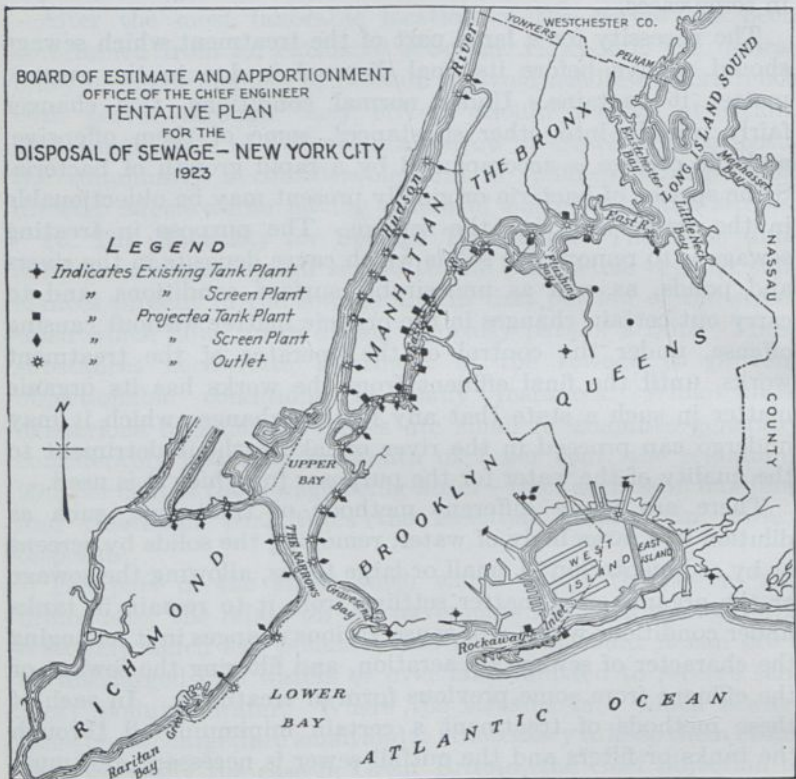 BOARD OF ESTIMATE AND APPORTIONMENT
OFFICE OF THE CHIEF ENGINEER
TENTATIVE PLAN
FOR THE
DISPOSAL OF SEWAGE – NEW YORK CITY
1923
LEGEND
Indicates Existing Tank Plant
" " Screen Plant
" Projected Tank Plant
" " Screen Plant
" " Outlet
N
YONKERS
WESTCHESTER CO.
PELHAM
River
Hudson
MANHATTAN
THE BRONX
Eastchester Bay
LONG ISLAND SOUND
Manhasset Bay
Little Neck Bay
East R.
Flushing
NASSAU
COUNTY
QUEENS
BROOKLYN
UPPER
BAY
THE NARROWS
RICHMOND
Gravesend Bay
WEST
ISLAND
EAST
ISLAND
Rockaway Inlet
LOWER
BAY
Great Kills
Raritan
Bay
ATLANTIC OCEAN